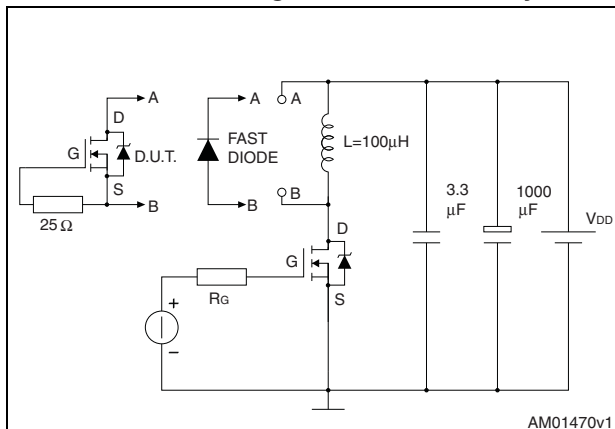 A
D
G
D.U.T.
S
B
25 Ω
A
FAST
DIODE
B
A
B
L=100μH
D
G
S
RG
+
–
3.3
μF
1000
μF
VDD
AM01470v1